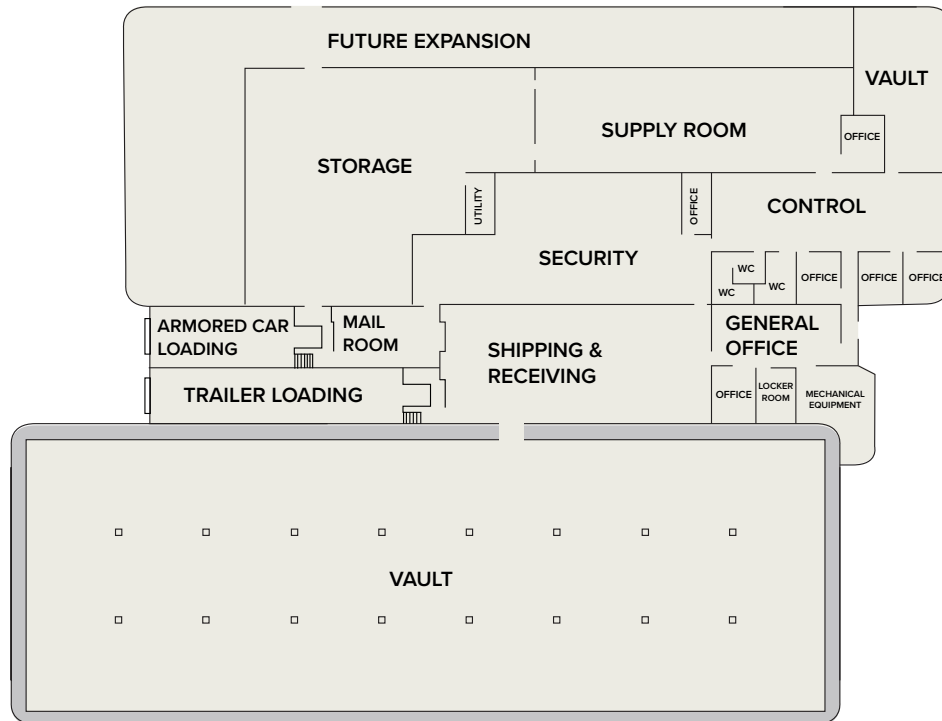 FUTURE EXPANSION
VAULT
SUPPLY ROOM
OFFICE
STORAGE
UTILITY
OFFICE
CONTROL
SECURITY
WC
WC
WC
OFFICE
OFFICE
OFFICE
ARMORED CAR
LOADING
MAIL
ROOM
SHIPPING &
RECEIVING
GENERAL
OFFICE
TRAILER LOADING
OFFICE
LOCKER
ROOM
MECHANICAL
EQUIPMENT
VAULT